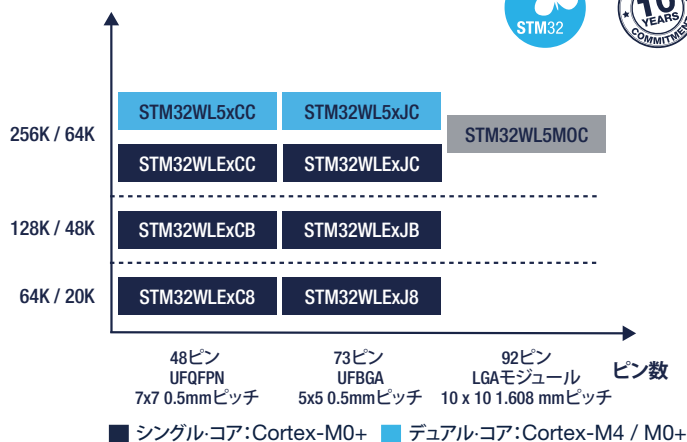 STM32
10
YEARS
COMMITMENT
256K / 64K
STM32WL5xCC
STM32WL5xJC
STM32WL5MOC
STM32WLExCC
STM32WLExJC
128K / 48K
STM32WLExCB
STM32WLExJB
64K / 20K
STM32WLExC8
STM32WLExJ8
48ピン
UFQFPN
7x7 0.5mmピッチ
73ピン
UFBGA
5x5 0.5mmピッチ
92ピン
LGAモジュール
10 x 10 1.608 mmピッチ
ピン数
シングル·コア：Cortex-M0+
デュアル·コア：Cortex-M4 / M0+